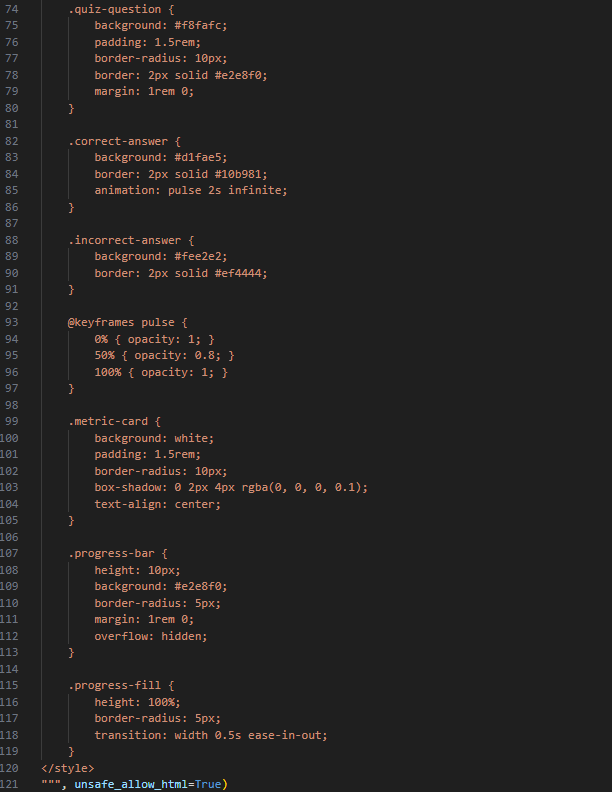 74 .quiz-question {
75 background: #f8fafc;
76 padding: 1.5rem;
77 border-radius: 10px;
78 border: 2px solid #e2e8f0;
79 margin: 1rem 0;
80 }
81
82 .correct-answer {
83 background: #d1fae5;
84 border: 2px solid #10b981;
85 animation: pulse 2s infinite;
86 }
87
88 .incorrect-answer {
89 background: #fee2e2;
90 border: 2px solid #ef4444;
91 }
92
93 @keyframes pulse {
94 0% { opacity: 1; }
95 50% { opacity: 0.8; }
96 100% { opacity: 1; }
97 }
98
99 .metric-card {
100 background: white;
101 padding: 1.5rem;
102 border-radius: 10px;
103 box-shadow: 0 2px 4px rgba(0, 0, 0, 0.1);
104 text-align: center;
105 }
106
107 .progress-bar {
108 height: 10px;
109 background: #e2e8f0;
110 border-radius: 5px;
111 margin: 1rem 0;
112 overflow: hidden;
113 }
114
115 .progress-fill {
116 height: 100%;
117 border-radius: 5px;
118 transition: width 0.5s ease-in-out;
119 }
120 </style>
121 """, unsafe_allow_html=True)